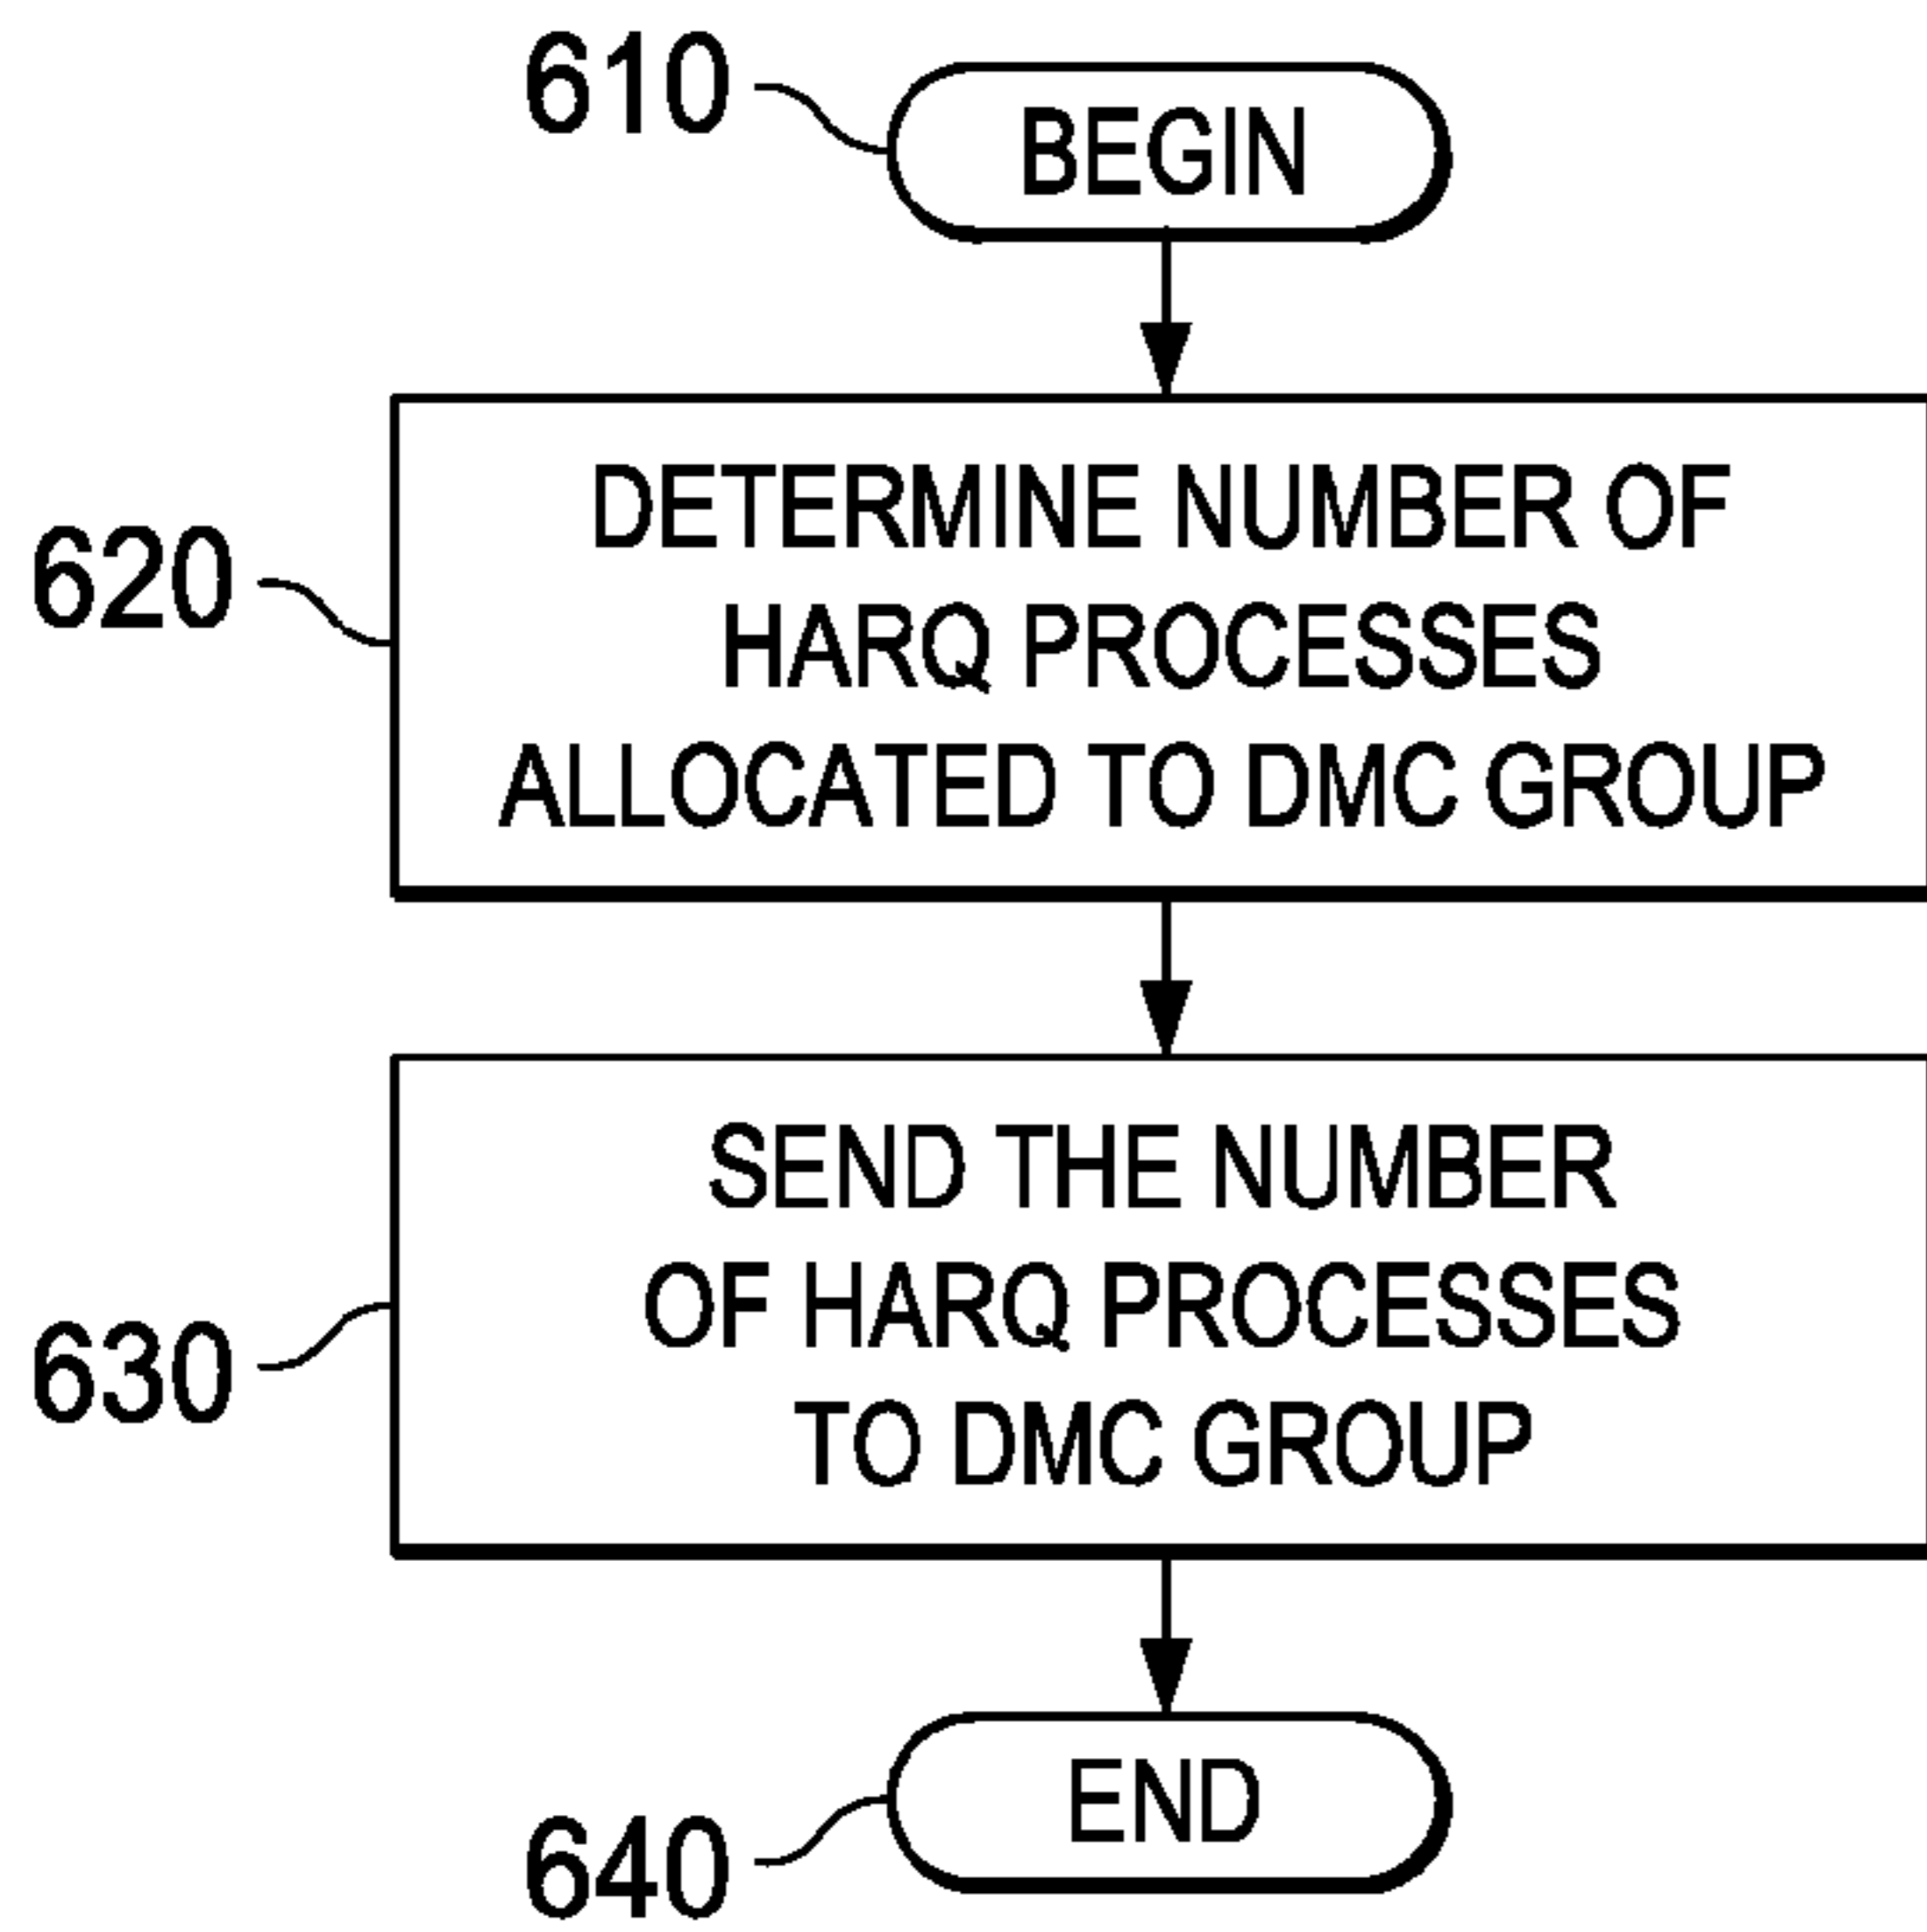 610
BEGIN
620
DETERMINE NUMBER OF
HARQ PROCESSES
ALLOCATED TO DMC GROUP
630
SEND THE NUMBER
OF HARQ PROCESSES
TO DMC GROUP
640
END